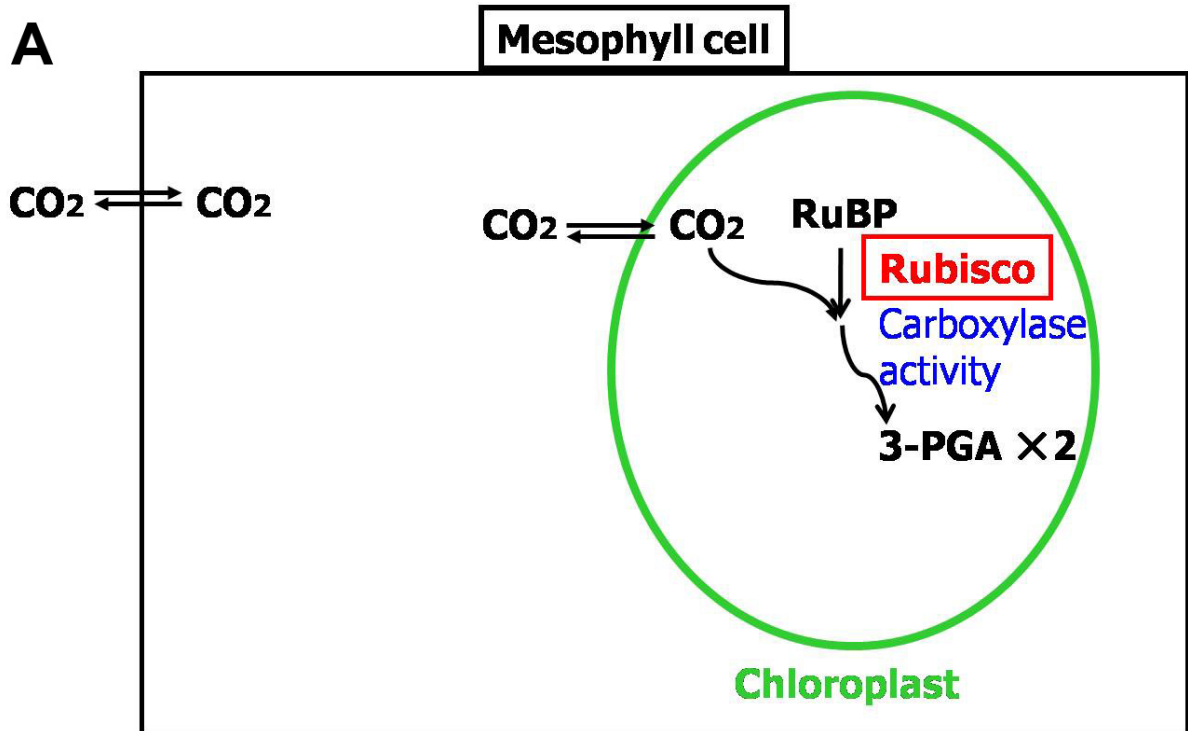 A
Mesophyll cell
CO2 CO2
CO2 CO2
RuBP
Rubisco
Carboxylase
activity
3-PGA ×2
Chloroplast